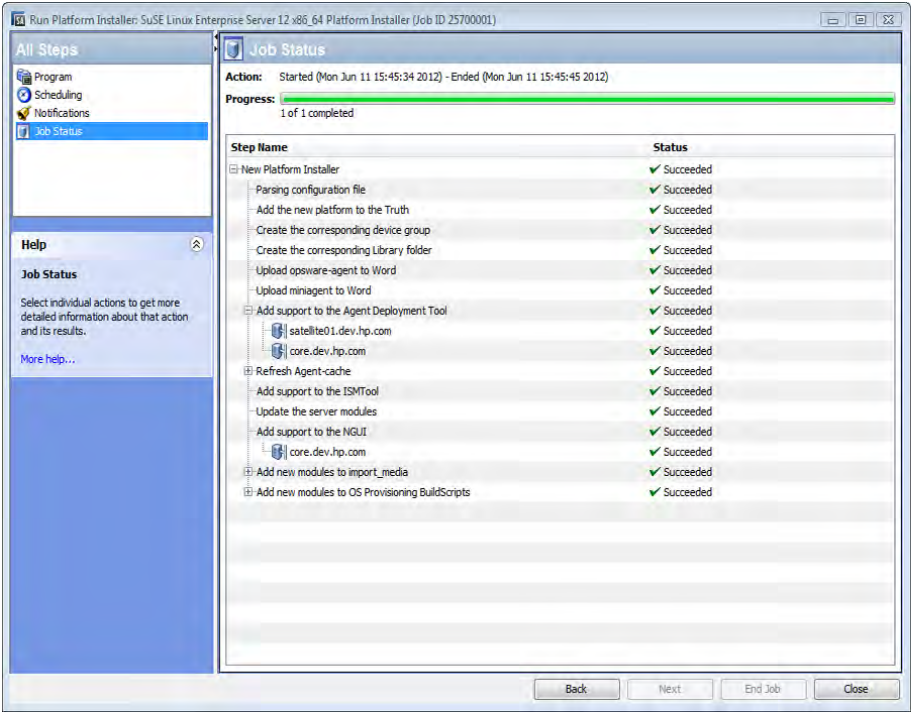 Run Platform Installer: SuSE Linux Enterprise Server 12 x86_64 Platform Installer (Job ID 25700001)
All Steps
Program
Scheduling
Notifications
Job Status
Help
Job Status
Select individual actions to get more
detailed information about that action
and its results.
More help...
Job Status
Action: Started (Mon Jun 11 15:45:34 2012) - Ended (Mon Jun 11 15:45:45 2012)
Progress:
1 of 1 completed
Step Name Status
New Platform Installer Succeeded
Parsing configuration file Succeeded
Add the new platform to the Truth Succeeded
Create the corresponding device group Succeeded
Create the corresponding Library folder Succeeded
Upload opsware-agent to Word Succeeded
Upload miniagent to Word Succeeded
Add support to the Agent Deployment Tool Succeeded
satellite01.dev.hp.com Succeeded
core.dev.hp.com Succeeded
Refresh Agent-cache Succeeded
Add support to the ISMTool Succeeded
Update the server modules Succeeded
Add support to the NGUI Succeeded
core.dev.hp.com Succeeded
Add new modules to import_media Succeeded
Add new modules to OS Provisioning BuildScripts Succeeded
Back Next End Job Close